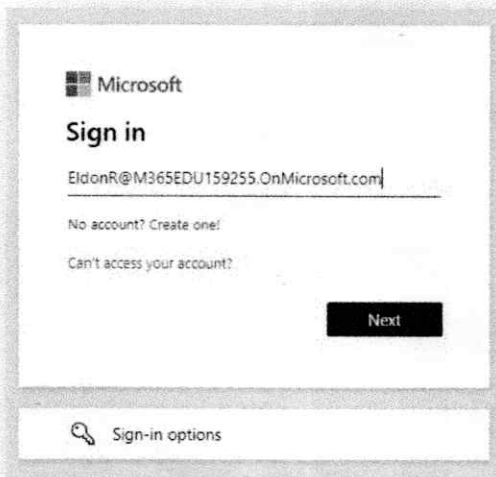 Microsoft
Sign in
EldonR@M365EDU159255.OnMicrosoft.com
No account? Create one!
Can't access your account?
Next
Sign-in options